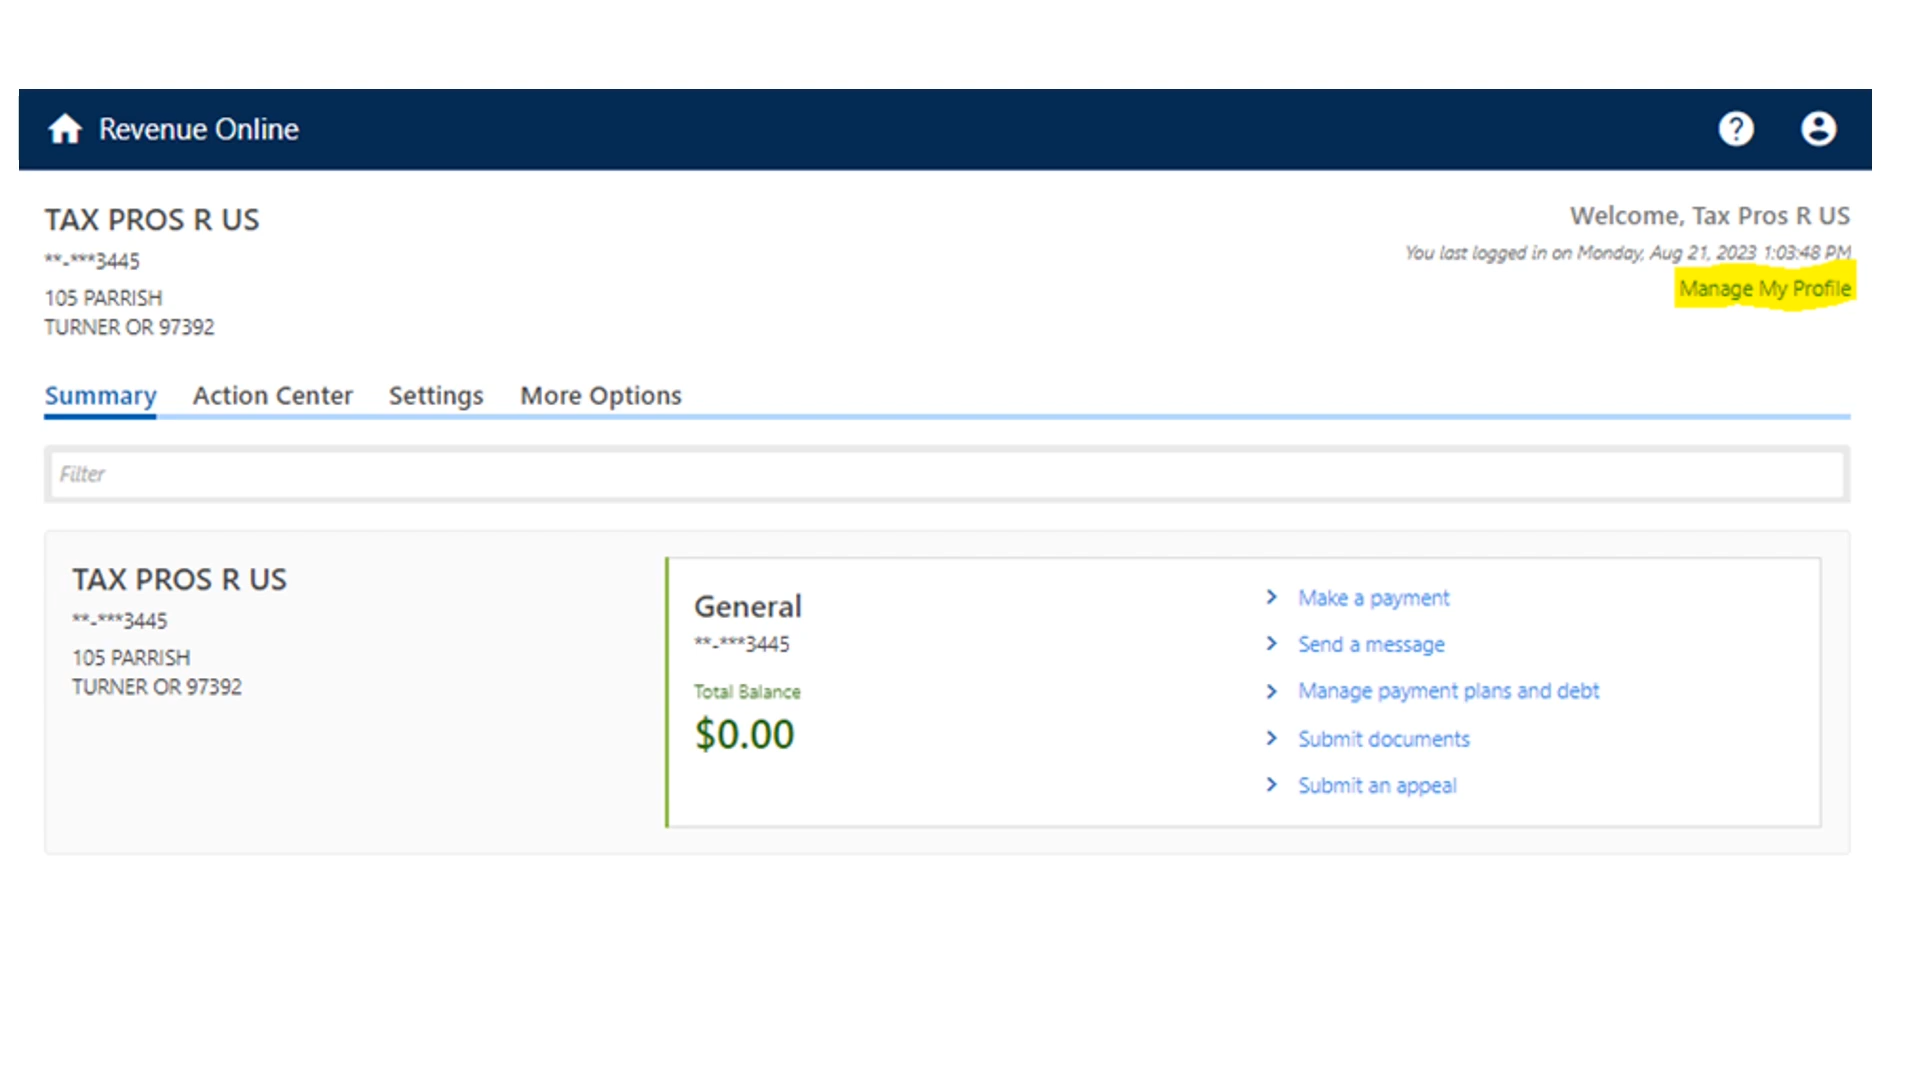 Revenue Online
TAX PROS R US
**-***3445
105 PARRISH
TURNER OR 97392
Welcome, Tax Pros R US
You last logged in on Monday, Aug 21, 2023 1:03:48 PM
Manage My Profile
Summary Action Center Settings More Options
Filter
TAX PROS R US
**-***3445
105 PARRISH
TURNER OR 97392
General
**-***3445
Total Balance
$0.00
Make a payment
Send a message
Manage payment plans and debt
Submit documents
Submit an appeal